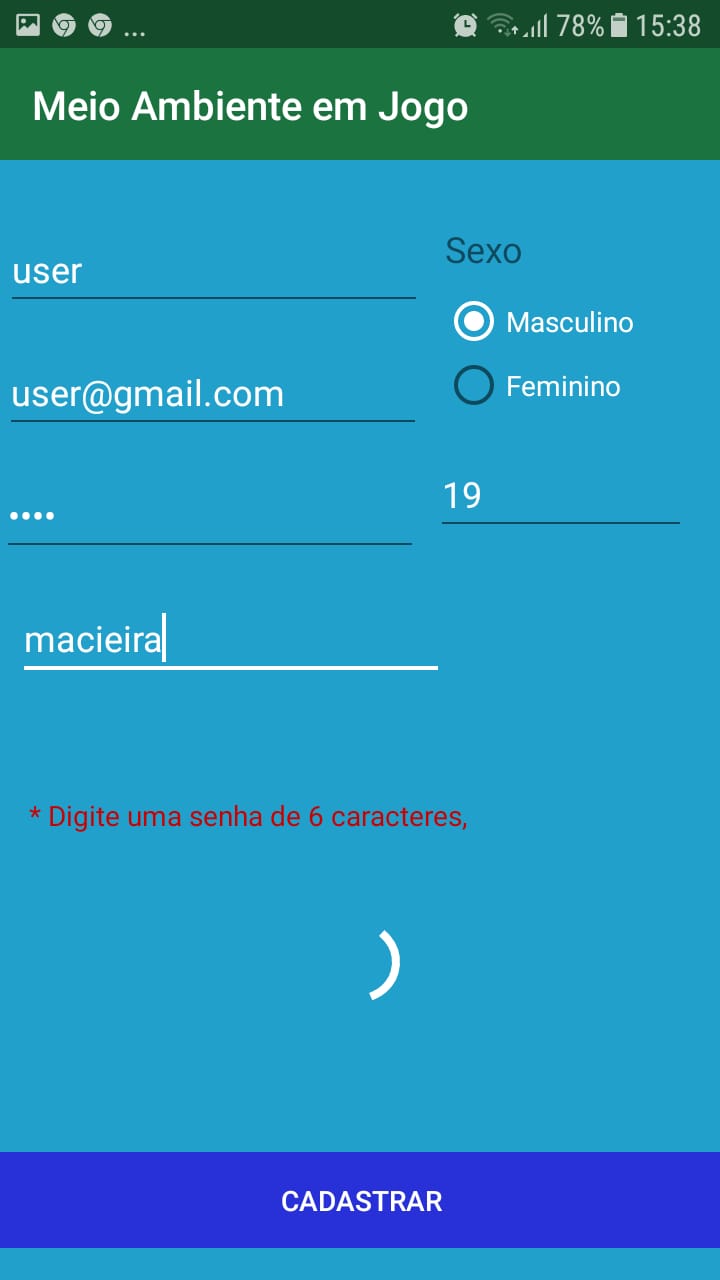 ... 78% 15:38
Meio Ambiente em Jogo
user
Sexo
Masculino
user@gmail.com
Feminino
19
••••
macieira
* Digite uma senha de 6 caracteres,
CADASTRAR